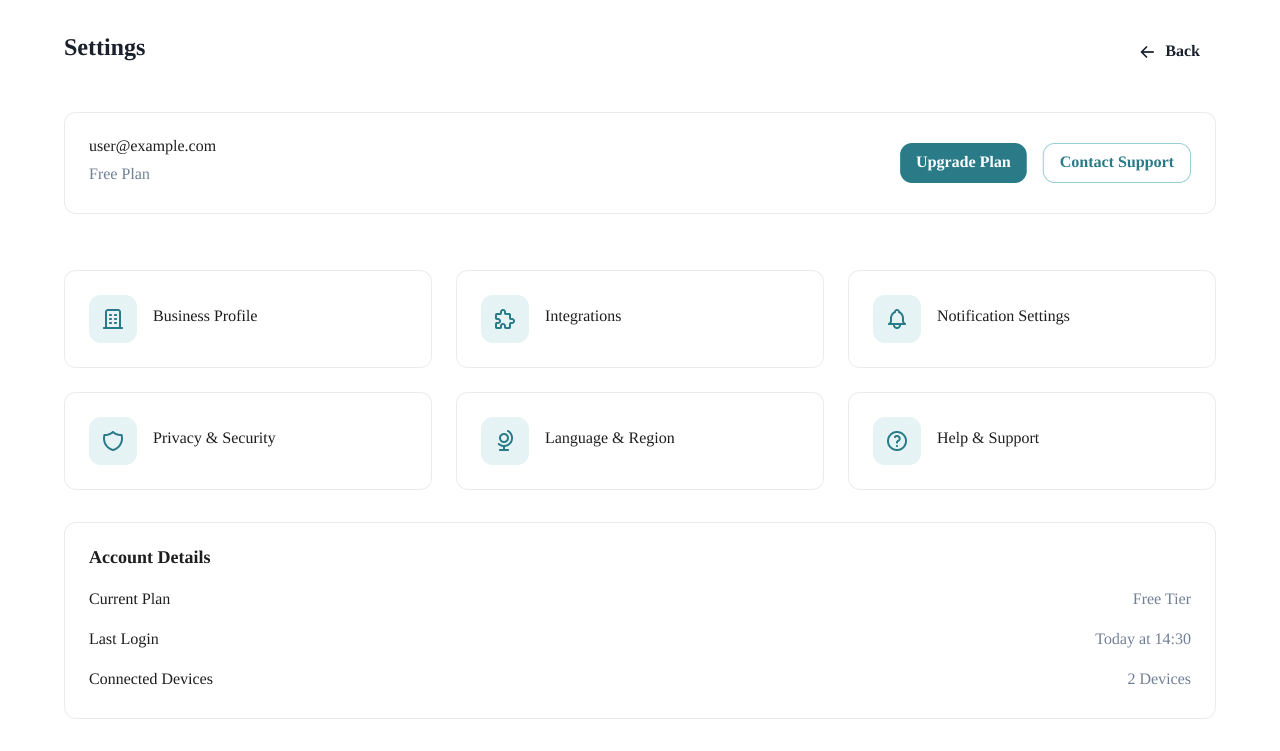 Settings
Back
user@example.com
Free Plan
Upgrade Plan
Contact Support
Business Profile
Integrations
Notification Settings
Privacy & Security
Language & Region
Help & Support
Account Details
Current Plan
Free Tier
Last Login
Today at 14:30
Connected Devices
2 Devices